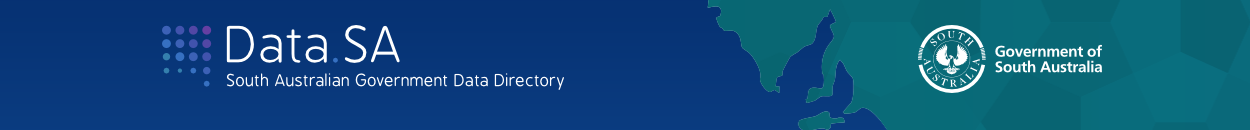 Data.SA
South Australian Government Data Directory
SOUTH AUSTRALIA
Government of
South Australia